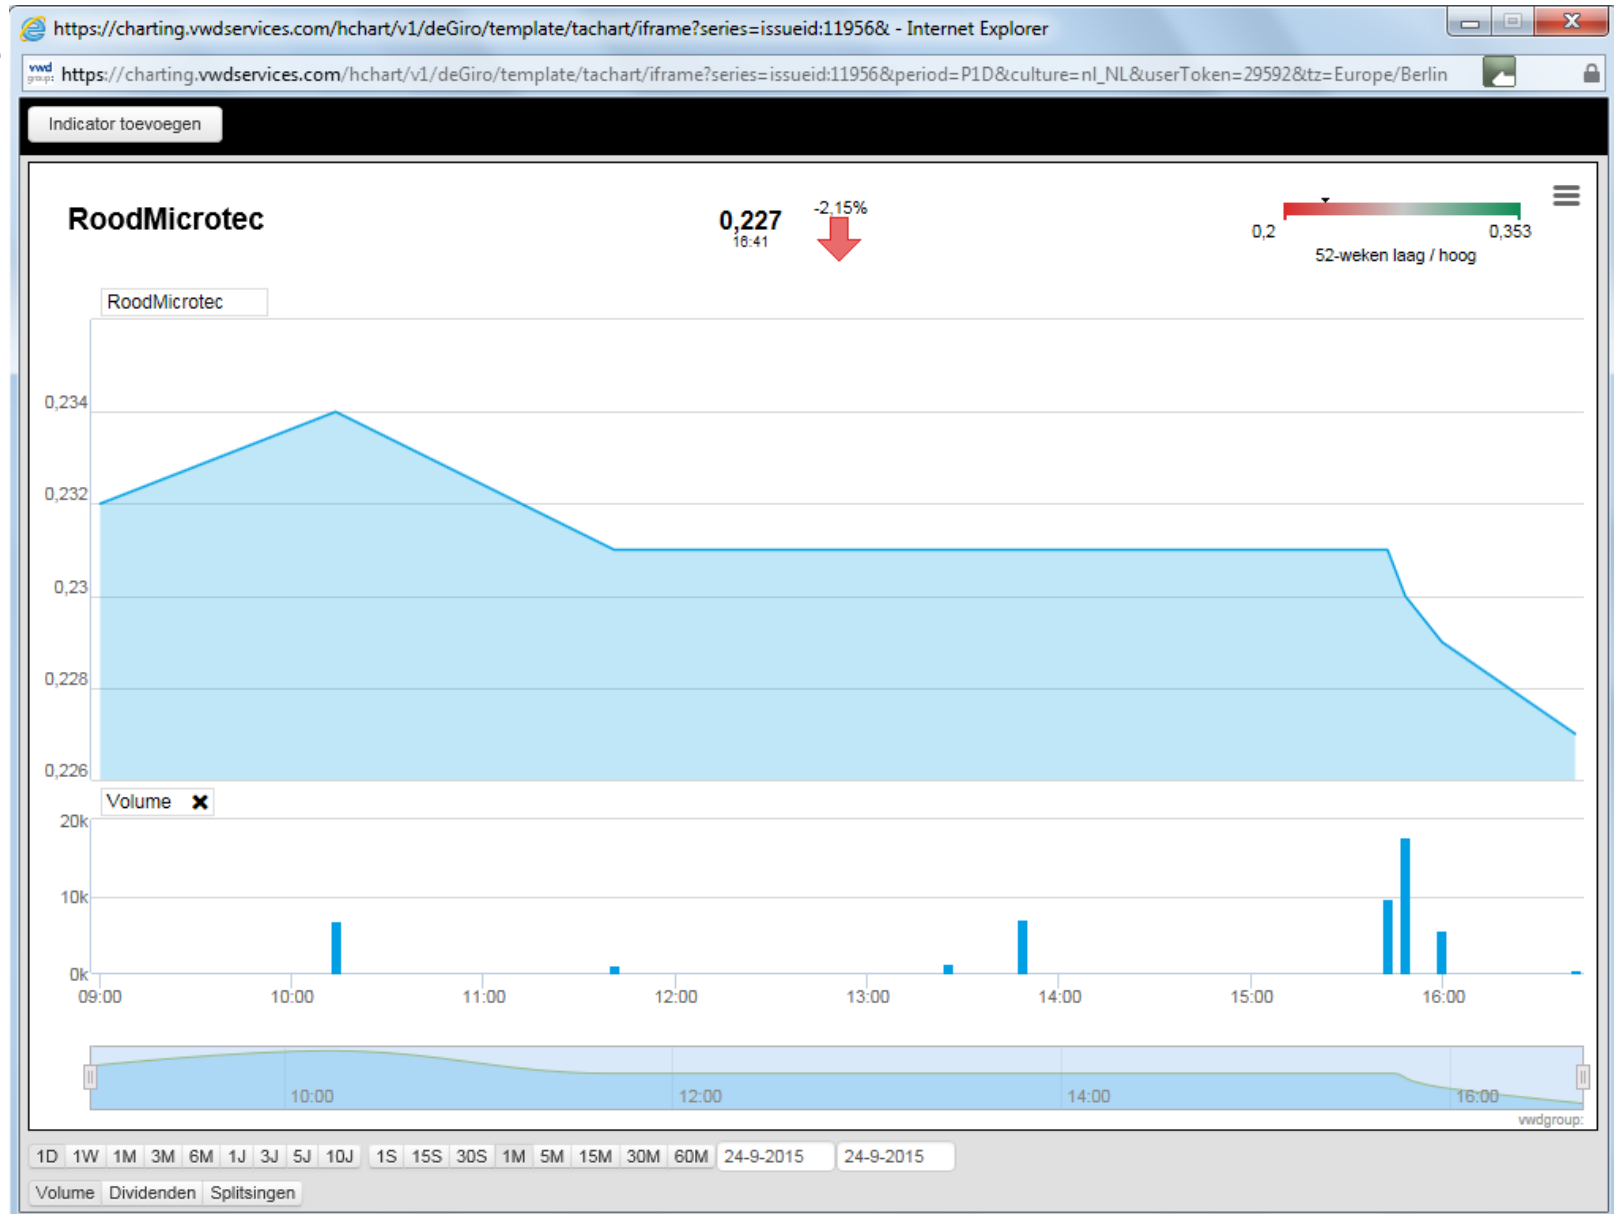 https://charting.vwdservices.com/hchart/v1/deGiro/template/tachart/iframe?series=issueid:11956& - Internet Explorer
vwd group: https://charting.vwdservices.com/hchart/v1/deGiro/template/tachart/iframe?series=issueid:11956&period=P1D&culture=nl_NL&userToken=29592&tz=Europe/Berlin
Indicator toevoegen
RoodMicrotec
0,227
16:41
-2,15%
0,2
0,353
52-weken laag / hoog
RoodMicrotec
0,234
0,232
0,23
0,228
0,226
Volume
20k
10k
0k
09:00 10:00 11:00 12:00 13:00 14:00 15:00 16:00
10:00 12:00 14:00 16:00
vwdgroup:
1D 1W 1M 3M 6M 1J 3J 5J 10J 1S 15S 30S 1M 5M 15M 30M 60M 24-9-2015 24-9-2015
Volume Dividenden Splitsingen